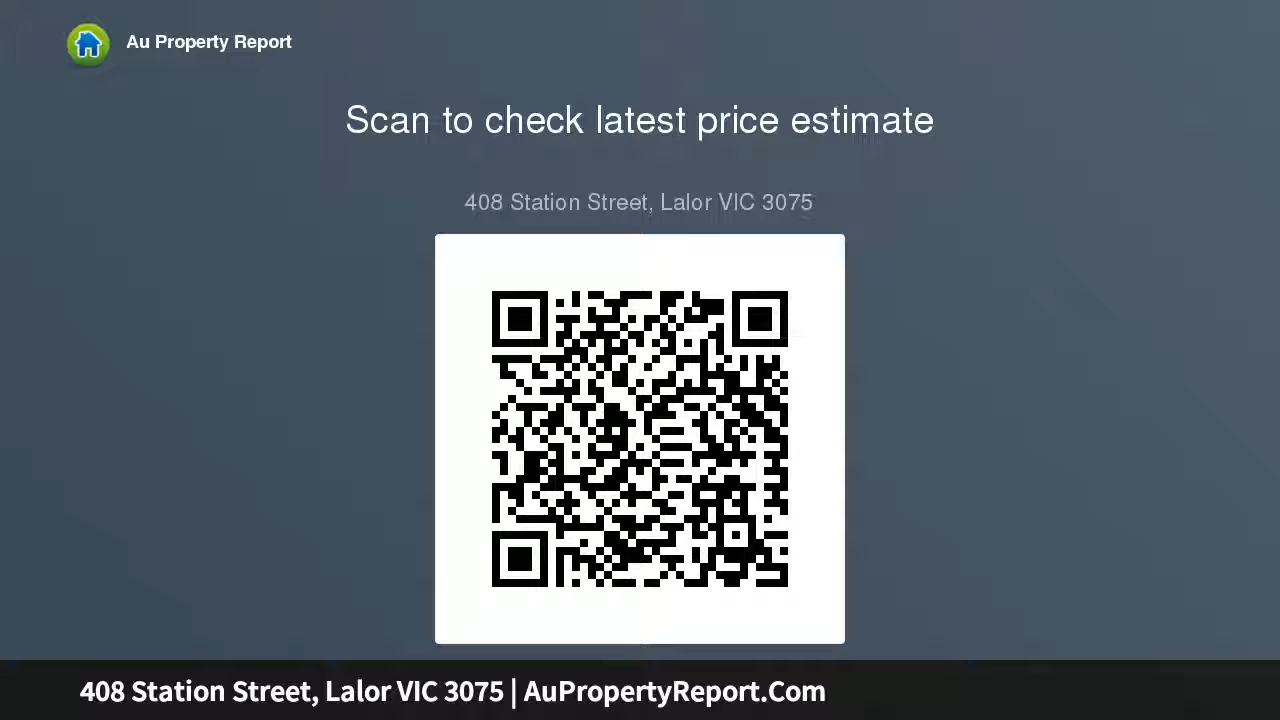 Au Property Report
Scan to check latest price estimate
408 Station Street, Lalor VIC 3075
408 Station Street, Lalor VIC 3075 | AuPropertyReport.Com